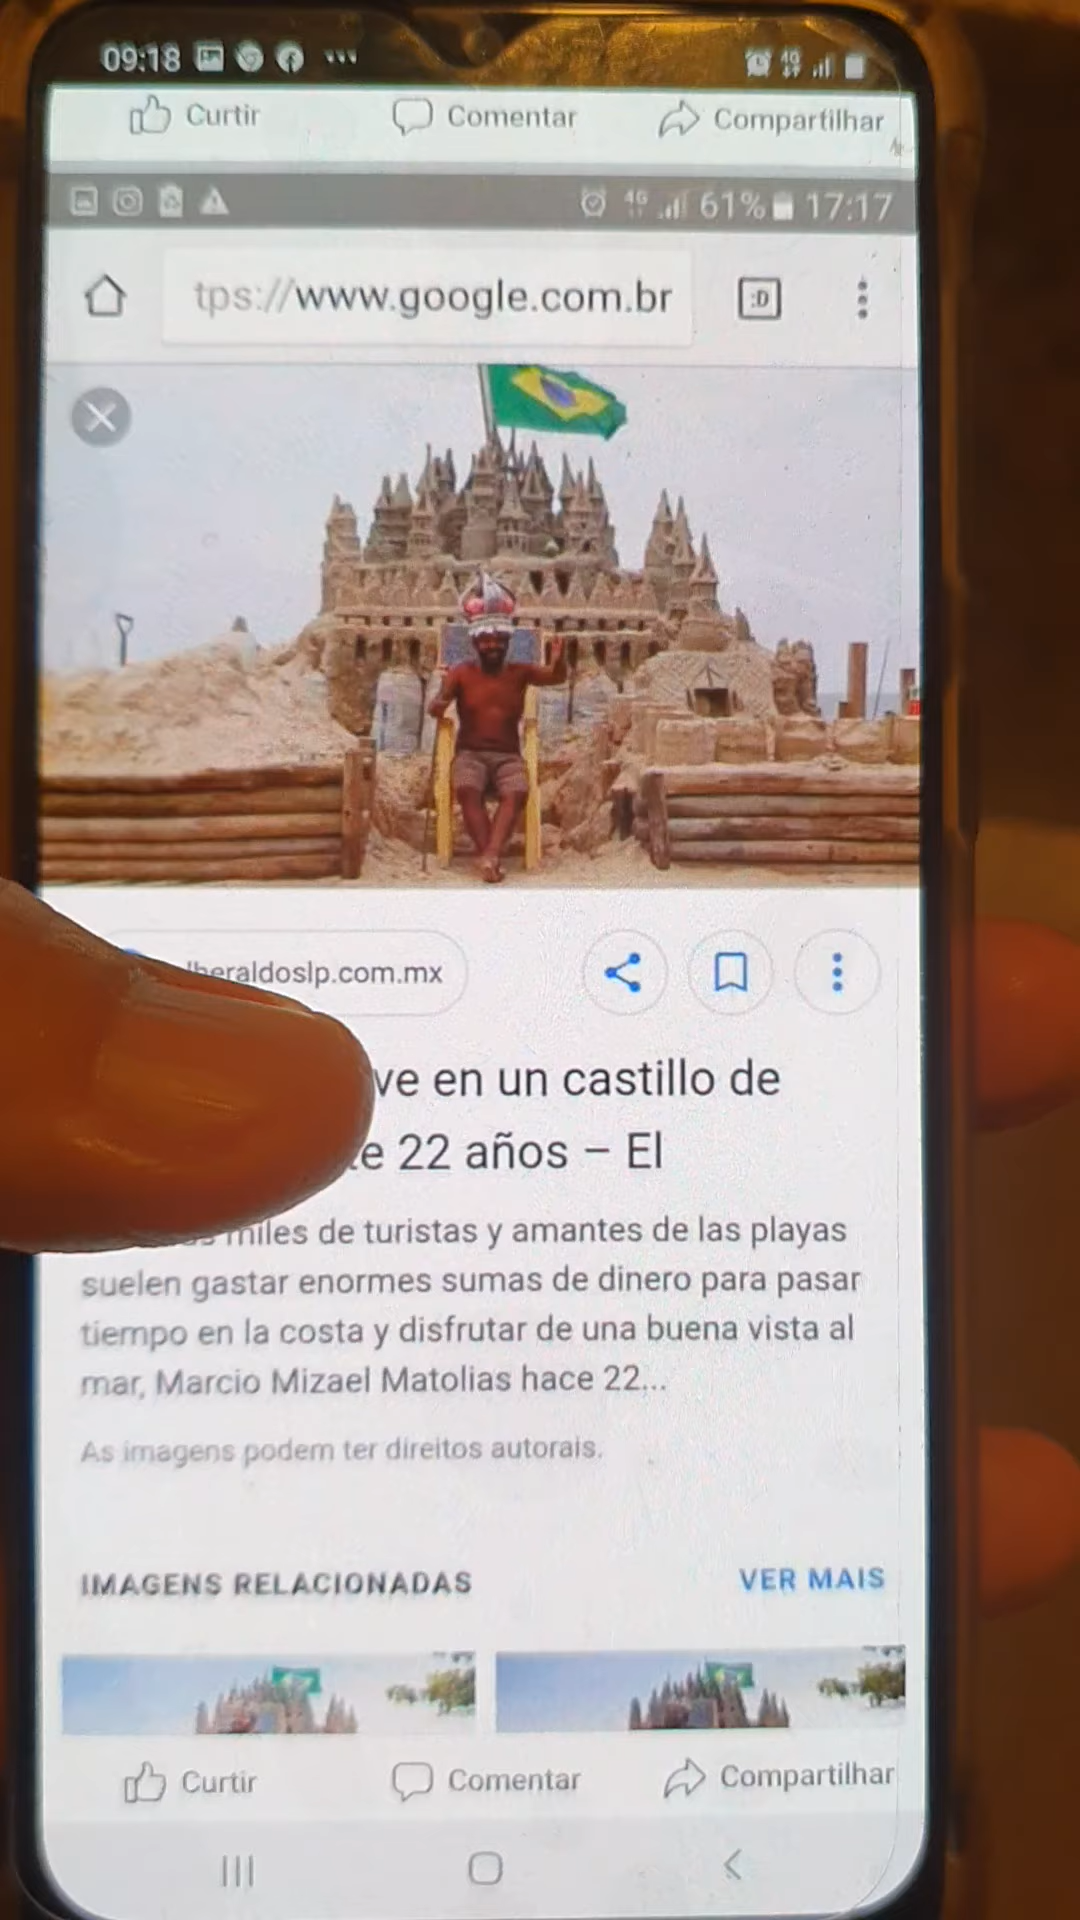 09:18
Curtir Comentar Compartilhar
4G 61% 17:17
tps://www.google.com.br :D
heraldoslp.com.mx
ve en un castillo de
22 años – El
miles de turistas y amantes de las playas
suelen gastar enormes sumas de dinero para pasar
tiempo en la costa y disfrutar de una buena vista al
mar, Marcio Mizael Matolias hace 22...
As imagens podem ter direitos autorais.
IMAGENS RELACIONADAS VER MAIS
Curtir Comentar Compartilhar